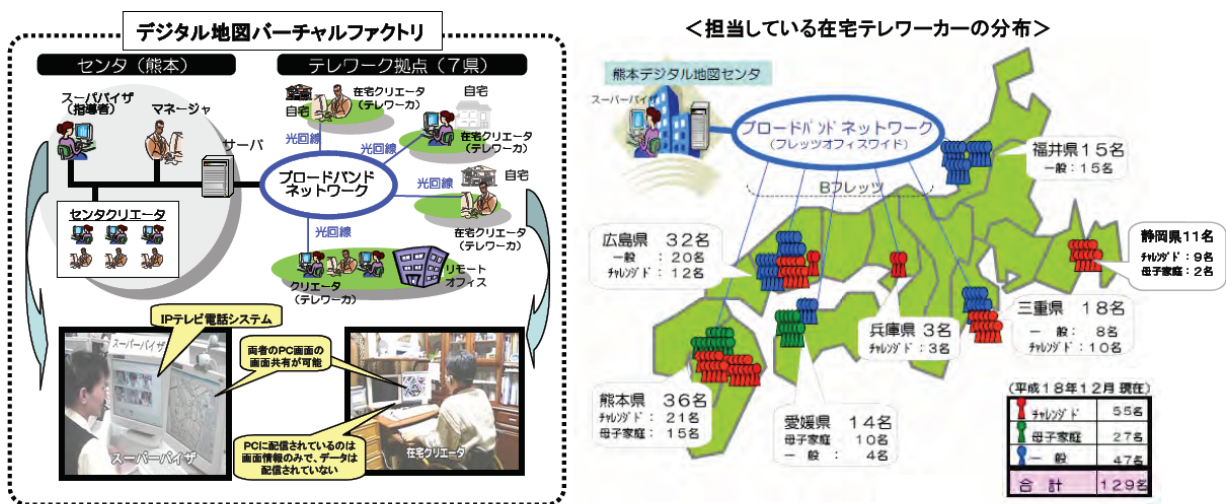 デジタル地図バーチャルファクトリ
センタ（熊本）
テレワーク拠点（７県）
スーパバイザ
（指導者）
マネージャ
サーバ
センタクリエータ
自宅
在宅クリエータ
（テレワーカ）
自宅
在宅クリエータ
（テレワーカ）
光回線
光回線
ブロードバンド
ネットワーク
光回線
自宅
在宅クリエータ
（テレワーカ）
光回線
クリエータ
（テレワーカ）
リモート
オフィス
IPテレビ電話システム
スーパーバイザ
両者のPC画面の
画面共有が可能
PCに配信されているのは
画面情報のみで、データは
配信されていない
スーパーバイザ
在宅クリエータ
＜担当している在宅テレワーカーの分布＞
熊本デジタル地図センタ
スーパーバイザ
ブロードバンドネットワーク
（フレッツオフィスワイド）
Bフレッツ
福井県１５名
一般：１５名
広島県　３２名
一般　：２０名
チャレンジド：１２名
静岡県11名
チャレンジド：９名
母子家庭：２名
三重県　１８名
一　般：　８名
チャレンジド：１０名
兵庫県　３名
チャレンジド：３名
熊本県　３６名
チャレンジド：　２１名
母子家庭：　１５名
愛媛県　１４名
母子家庭：１０名
一　般　：　４名
（平成１８年１２月 現在）
チャレンジド　５５名
母子家庭　２７名
一　般　４７名
合　計　１２９名